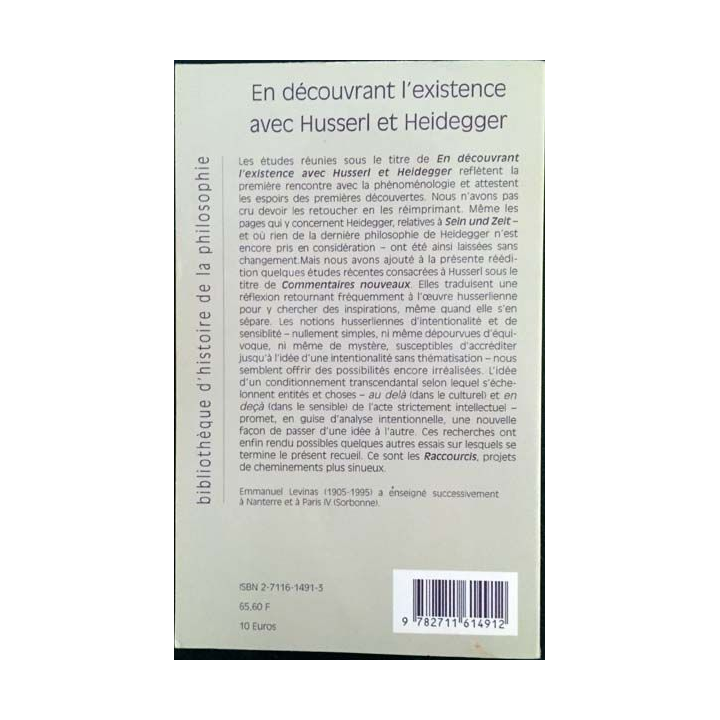 En découvrant l'existence
avec Husserl et Heidegger
bibliothèque d'histoire de la philosophie
Les études réunies sous le titre de En découvrant
l'existence avec Husserl et Heidegger reflètent la
première rencontre avec la phénoménologie et attestent
les espoirs des premières découvertes. Nous n'avons pas
cru devoir les retoucher en les réimprimant. Même les
pages qui y concernent Heidegger, relatives à Sein und Zeit –
et où rien de la dernière philosophie de Heidegger n'est
encore pris en considération – ont été ainsi laissées sans
changement.Mais nous avons ajouté à la présente réédi-
tion quelques études récentes consacrées à Husserl sous le
titre de Commentaires nouveaux. Elles traduisent une
réflexion retournant fréquemment à l'œuvre husserlienne
pour y chercher des inspirations, même quand elle s'en
sépare. Les notions husserliennes d'intentionalité et de
sensiblité – nullement simples, ni même dépourvues d'équi-
voque, ni même de mystère, susceptibles d'accréditer
jusqu'à l'idée d'une intentionalité sans thématisation – nous
semblent offrir des possibilités encore irréalisées. L'idée
d'un conditionnement transcendantal selon lequel s'éche-
lonnent entités et choses – au delà (dans le culturel) et en
deçà (dans le sensible) de l'acte strictement intellectuel –
promet, en guise d'analyse intentionnelle, une nouvelle
façon de passer d'une idée à l'autre. Ces recherches ont
enfin rendu possibles quelques autres essais sur lesquels se
termine le présent recueil. Ce sont les Raccourcis, projets
de cheminements plus sinueux.
Emmanuel Levinas (1905-1995) a enseigné successivement
à Nanterre et à Paris IV (Sorbonne).
ISBN 2-7116-1491-3
65,60 F
10 Euros
9 782711 614912